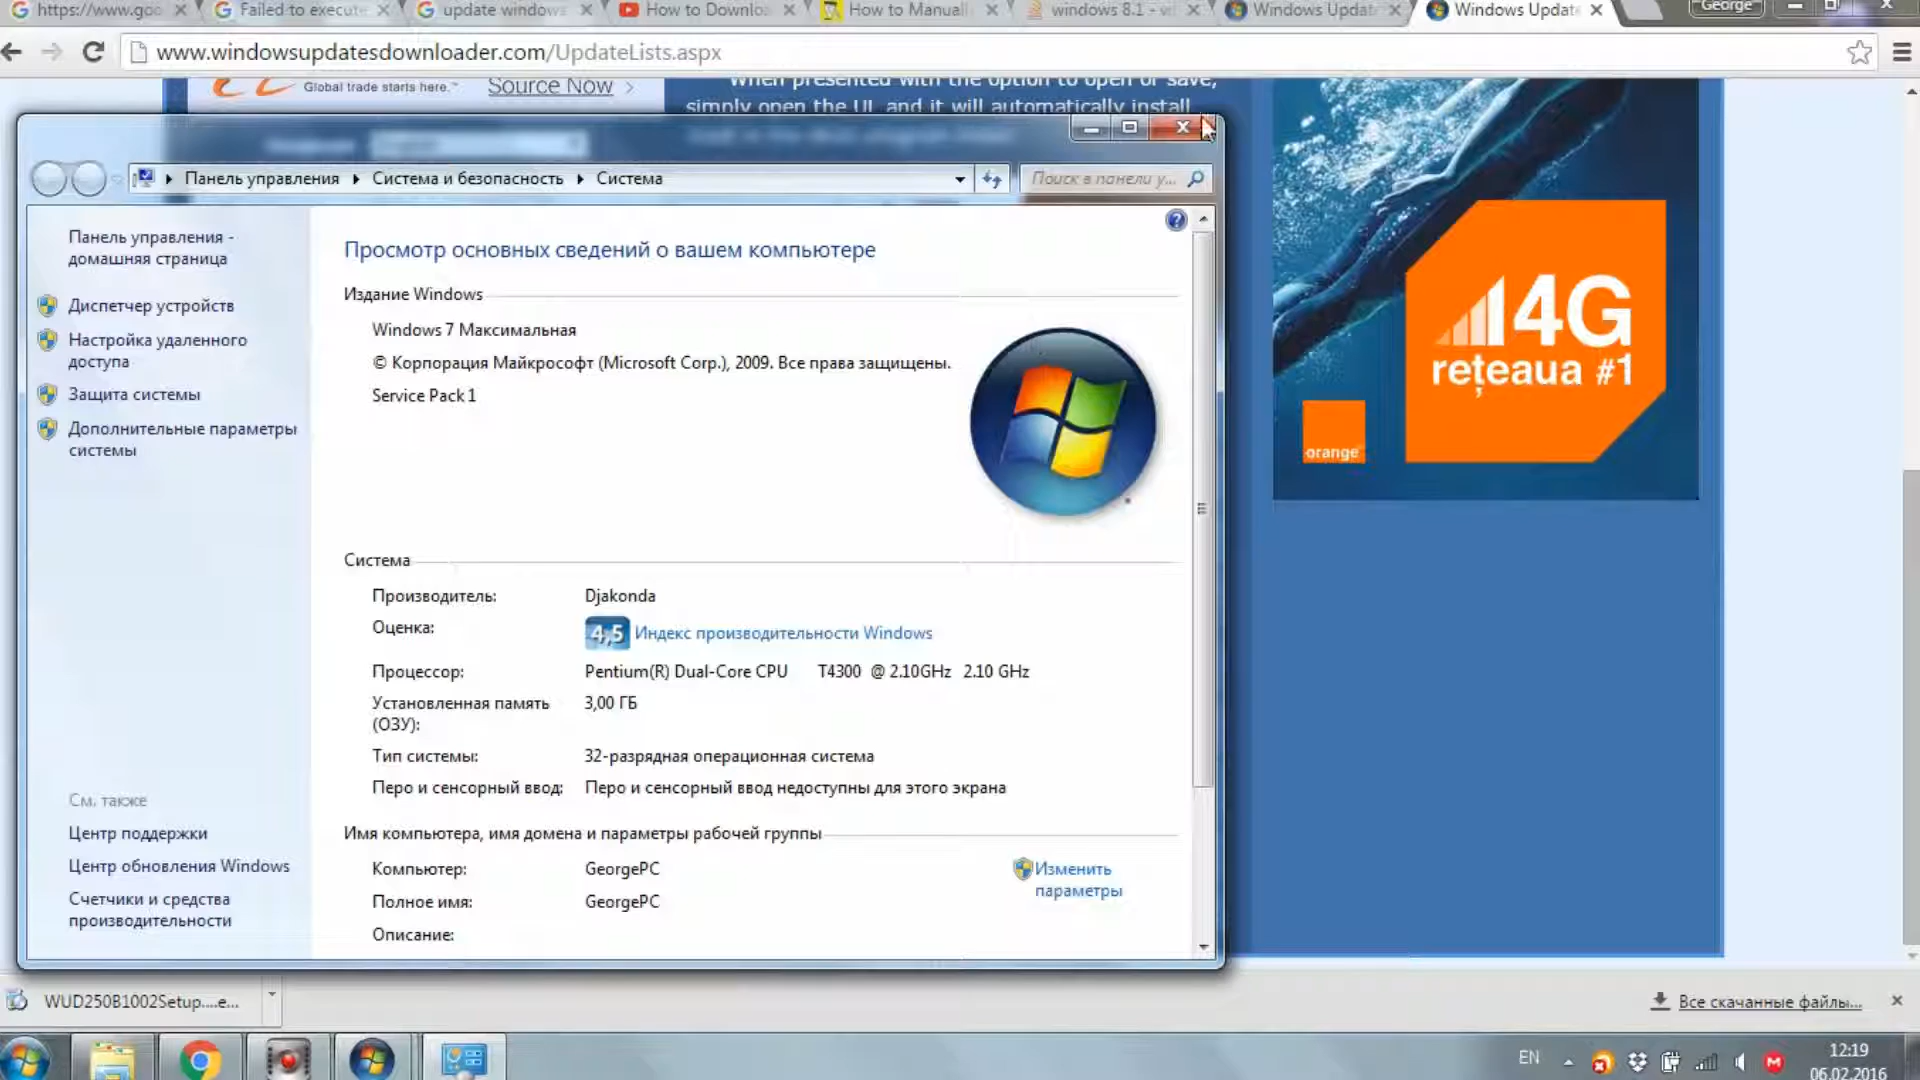 https://www.goo
Failed to execute
update windows
How to Downlo
How to Manuall
windows 8.1 -
Windows Updat
Windows Updat
George
www.windowsupdatesdownloader.com/UpdateLists.aspx
Global trade starts here.™
Source Now
When presented with the option to open or save,
simply open the UL and it will automatically install
Панель управления
Система и безопасность
Система
Поиск в панели у...
Панель управления -
домашняя страница
Диспетчер устройств
Настройка удаленного
доступа
Защита системы
Дополнительные параметры
системы
См. также
Центр поддержки
Центр обновления Windows
Счетчики и средства
производительности
Просмотр основных сведений о вашем компьютере
Издание Windows
Windows 7 Максимальная
© Корпорация Майкрософт (Microsoft Corp.), 2009. Все права защищены.
Service Pack 1
Система
Производитель: Djakonda
Оценка: 4,5 Индекс производительности Windows
Процессор: Pentium(R) Dual-Core CPU T4300 @ 2.10GHz 2.10 GHz
Установленная память 3,00 ГБ
(ОЗУ):
Тип системы: 32-разрядная операционная система
Перо и сенсорный ввод: Перо и сенсорный ввод недоступны для этого экрана
Имя компьютера, имя домена и параметры рабочей группы
Компьютер: GeorgePC
Изменить
параметры
Полное имя: GeorgePC
Описание:
4G
rețeaua #1
orange
WUD250B1002Setup....e...
Все скачанные файлы...
EN
12:19
06.02.2016